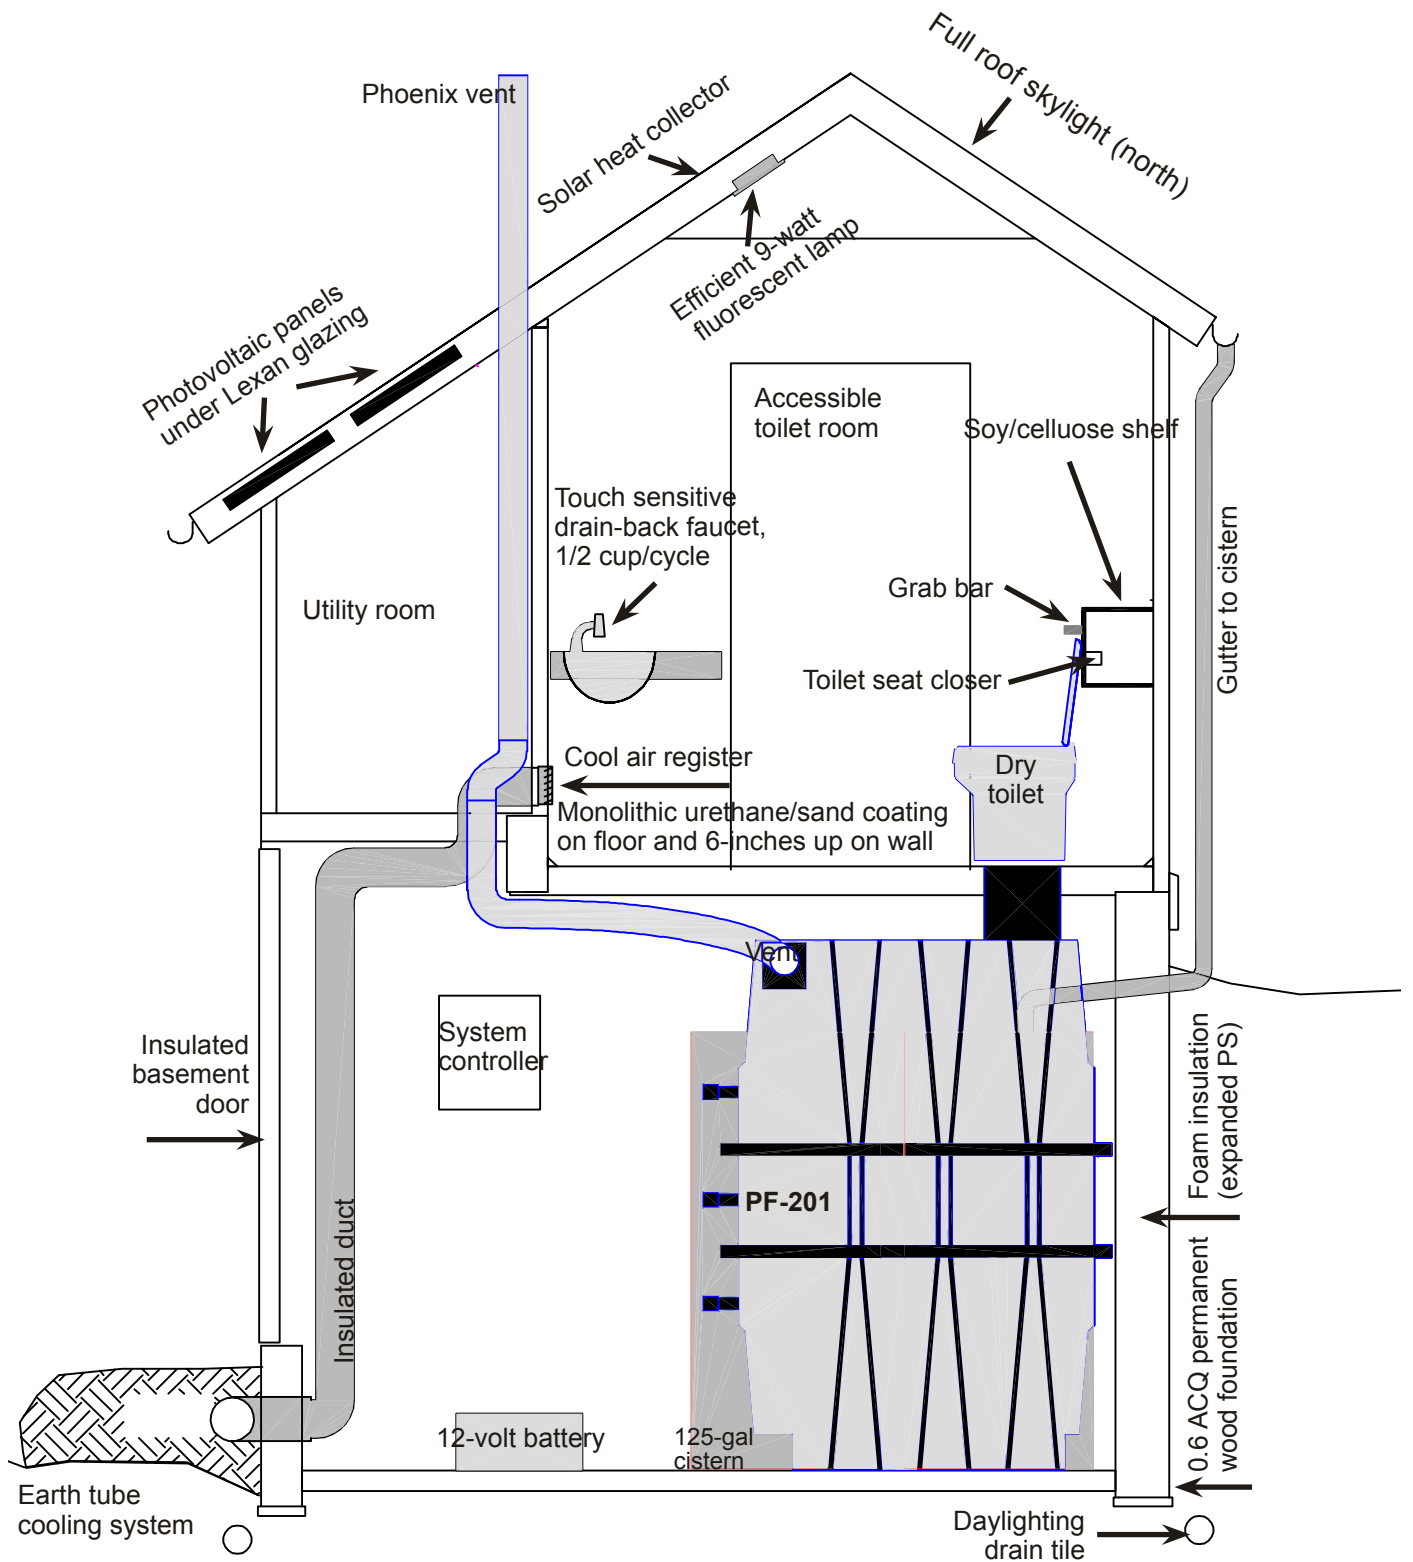 Full roof skylight (north)
Phoenix vent
Solar heat collector
Efficient 9-watt
fluorescent lamp
Photovoltaic panels
under Lexan glazing
Accessible
toilet room
Soy/celluose shelf
Touch sensitive
drain-back faucet,
1/2 cup/cycle
Grab bar
Utility room
Gutter to cistern
Toilet seat closer
Cool air register
Dry
toilet
Monolithic urethane/sand coating
on floor and 6-inches up on wall
Vent
System
controller
Insulated
basement
door
Foam insulation
(expanded PS)
PF-201
Insulated duct
0.6 ACQ permanent
wood foundation
12-volt battery
125-gal
cistern
Earth tube
cooling system
Daylighting
drain tile